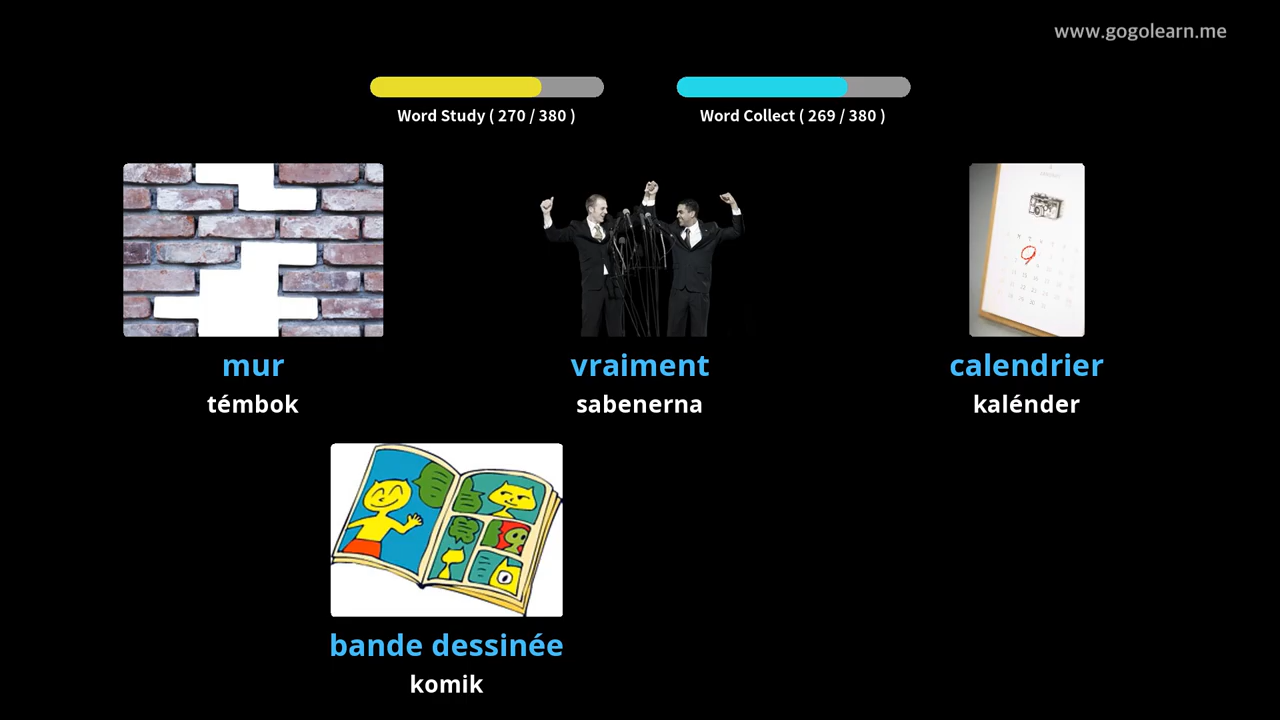 www.gogolearn.me
Word Study ( 270 / 380 )
Word Collect ( 269 / 380 )
mur
vraiment
calendrier
témbok
sabenerna
kalénder
bande dessinée
komik